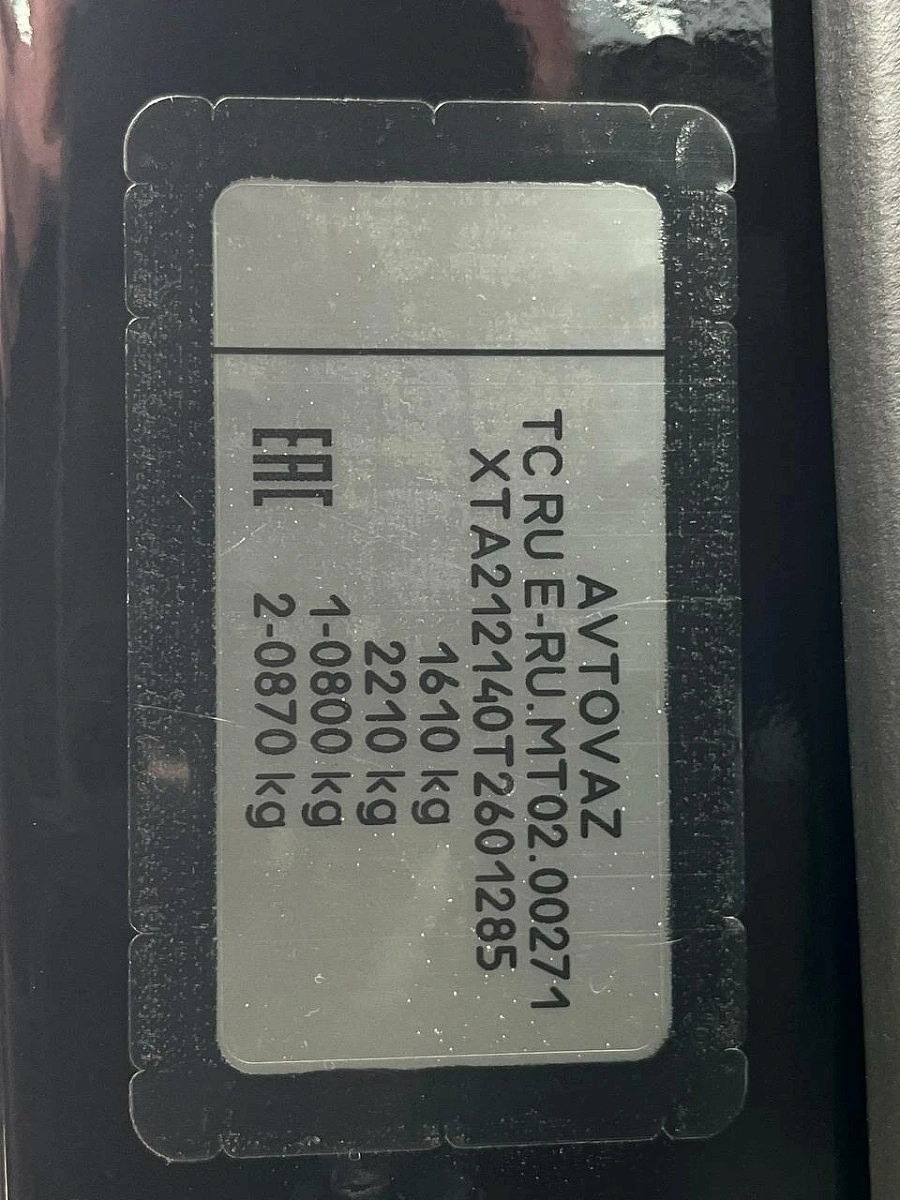 AVTOVAZ
TC RU E-RU.MT02.00271
XTA212140T2601285
1610 kg
2210 kg
1-0800 kg
2-0870 kg
EAC